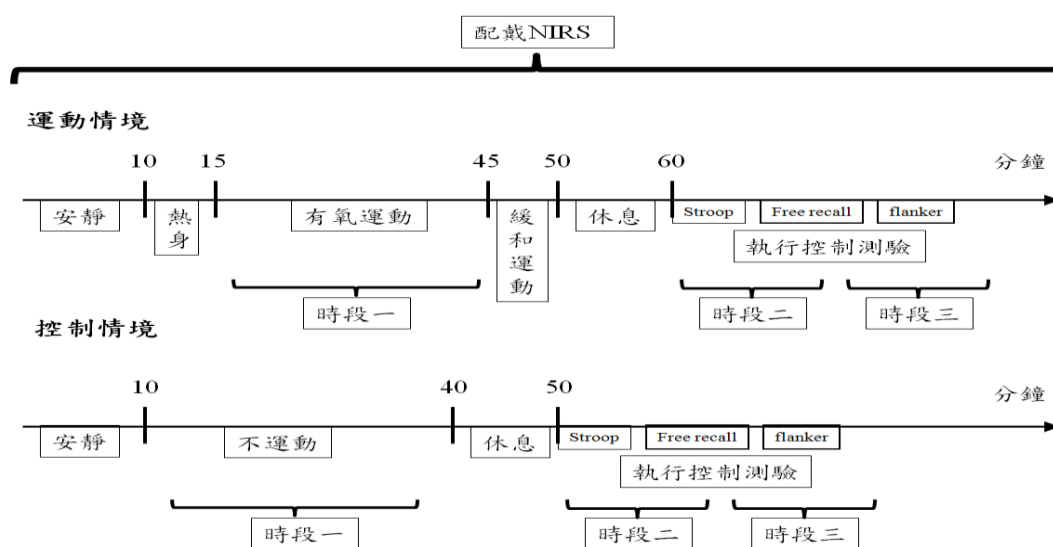 配戴NIRS
運動情境
10 15 45 50 60 分鐘
安靜 熱身 有氧運動 緩和運動 休息 Stroop Free recall flanker
執行控制測驗
時段一 時段二 時段三
控制情境
10 40 50 分鐘
安靜 不運動 休息 Stroop Free recall flanker
執行控制測驗
時段一 時段二 時段三